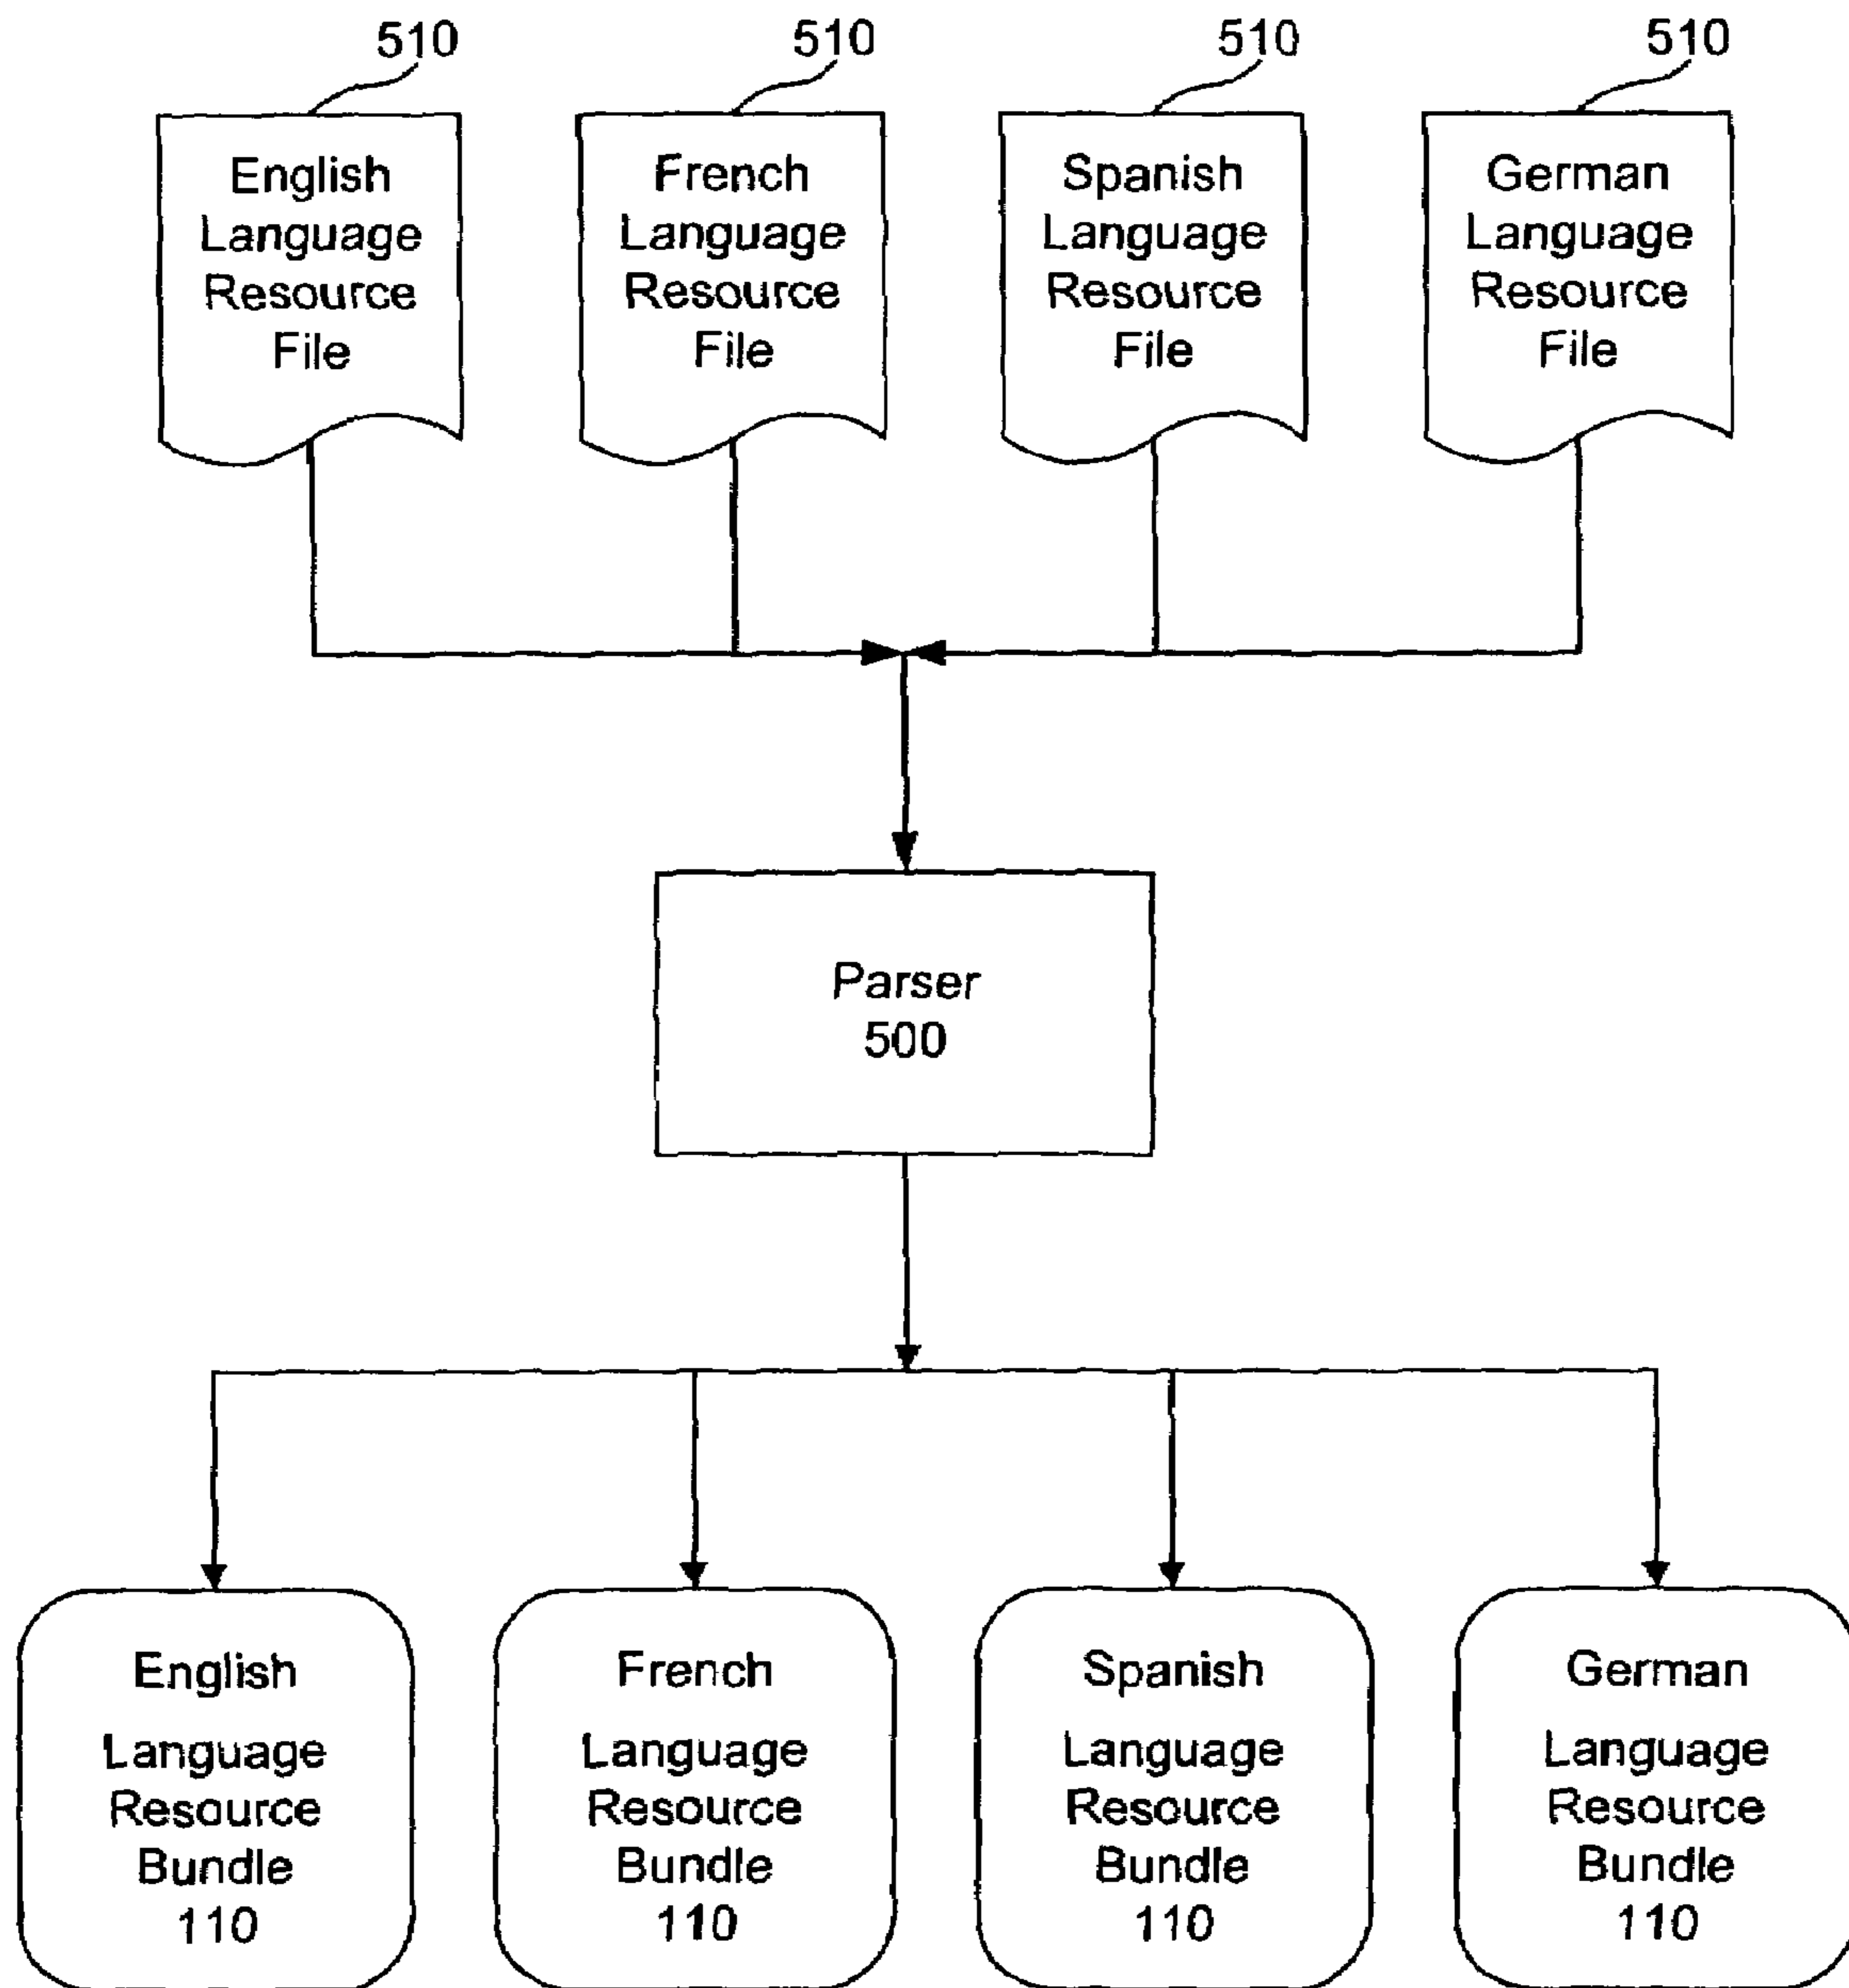 510
510
510
510
English
Language
Resource
File
French
Language
Resource
File
Spanish
Language
Resource
File
German
Language
Resource
File
Parser
500
English
Language
Resource
Bundle
110
French
Language
Resource
Bundle
110
Spanish
Language
Resource
Bundle
110
German
Language
Resource
Bundle
110